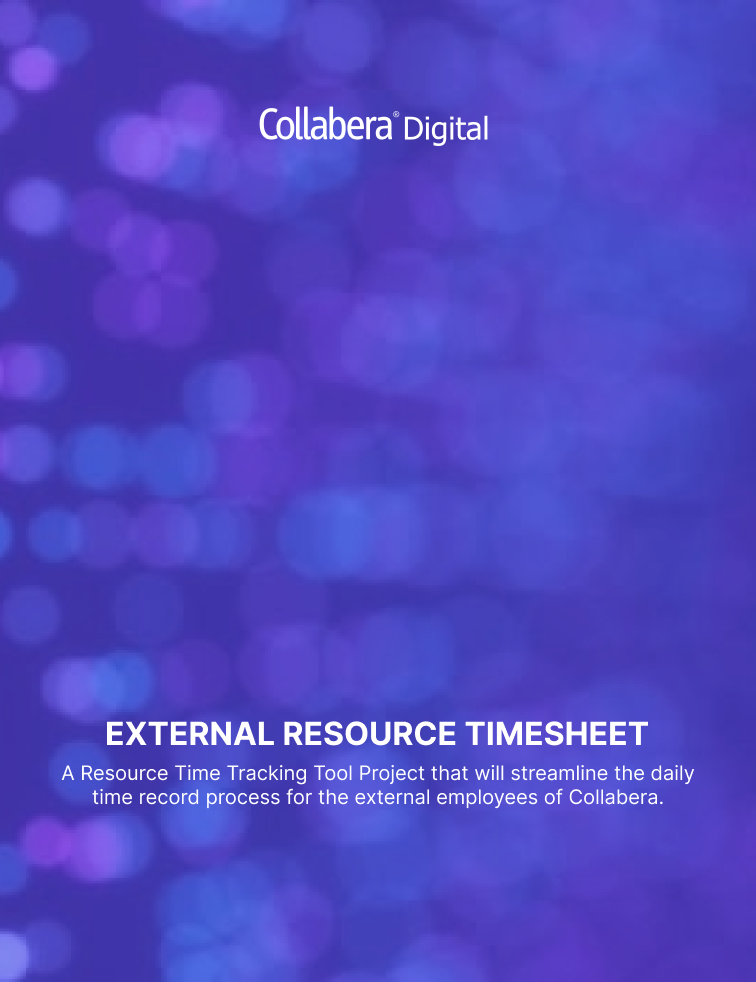 Collabera® Digital
EXTERNAL RESOURCE TIMESHEET
A Resource Time Tracking Tool Project that will streamline the daily
time record process for the external employees of Collabera.